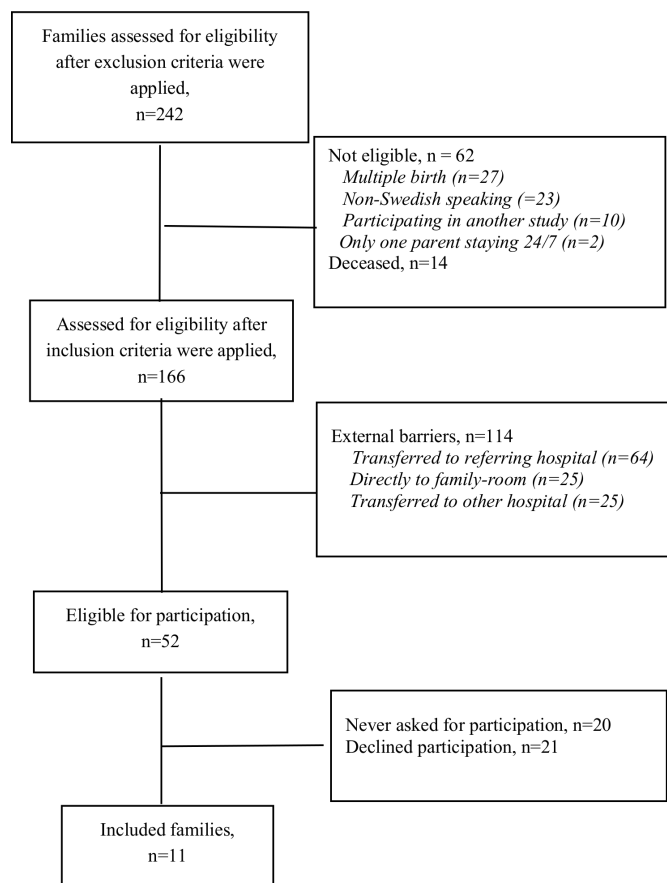 Families assessed for eligibility
after exclusion criteria were
applied,
n=242
Not eligible, n = 62
Multiple birth (n=27)
Non-Swedish speaking (=23)
Participating in another study (n=10)
Only one parent staying 24/7 (n=2)
Deceased, n=14
Assessed for eligibility after
inclusion criteria were applied,
n=166
External barriers, n=114
Transferred to referring hospital (n=64)
Directly to family-room (n=25)
Transferred to other hospital (n=25)
Eligible for participation,
n=52
Never asked for participation, n=20
Declined participation, n=21
Included families,
n=11